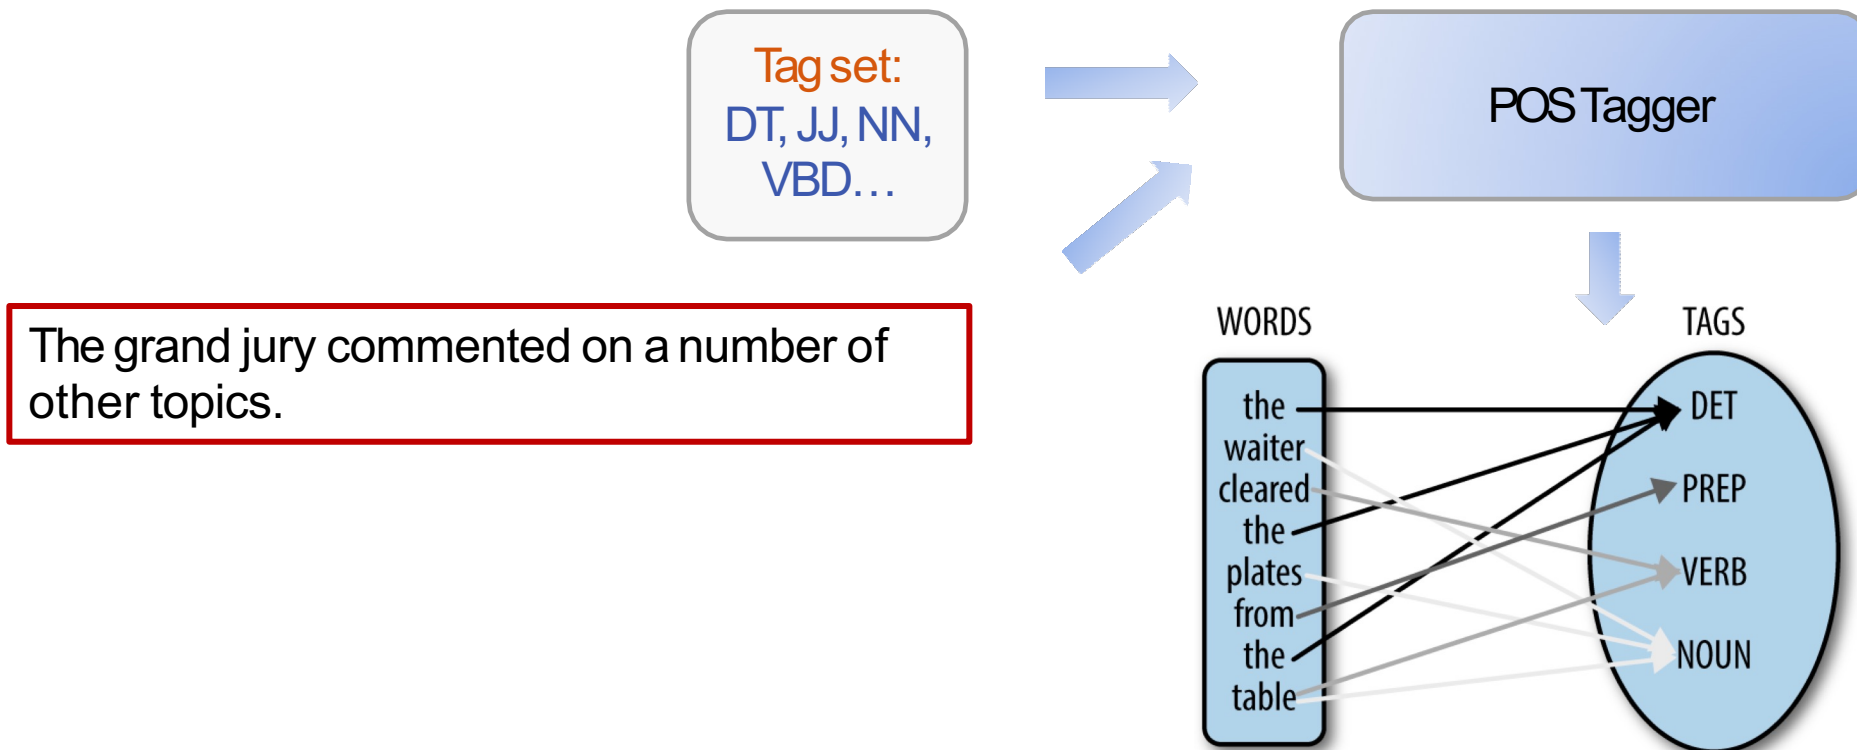 Tag set:
DT, JJ, NN,
VBD…
POS Tagger
The grand jury commented on a number of
other topics.
WORDS
the
waiter
cleared
the
plates
from
the
table
TAGS
DET
PREP
VERB
NOUN